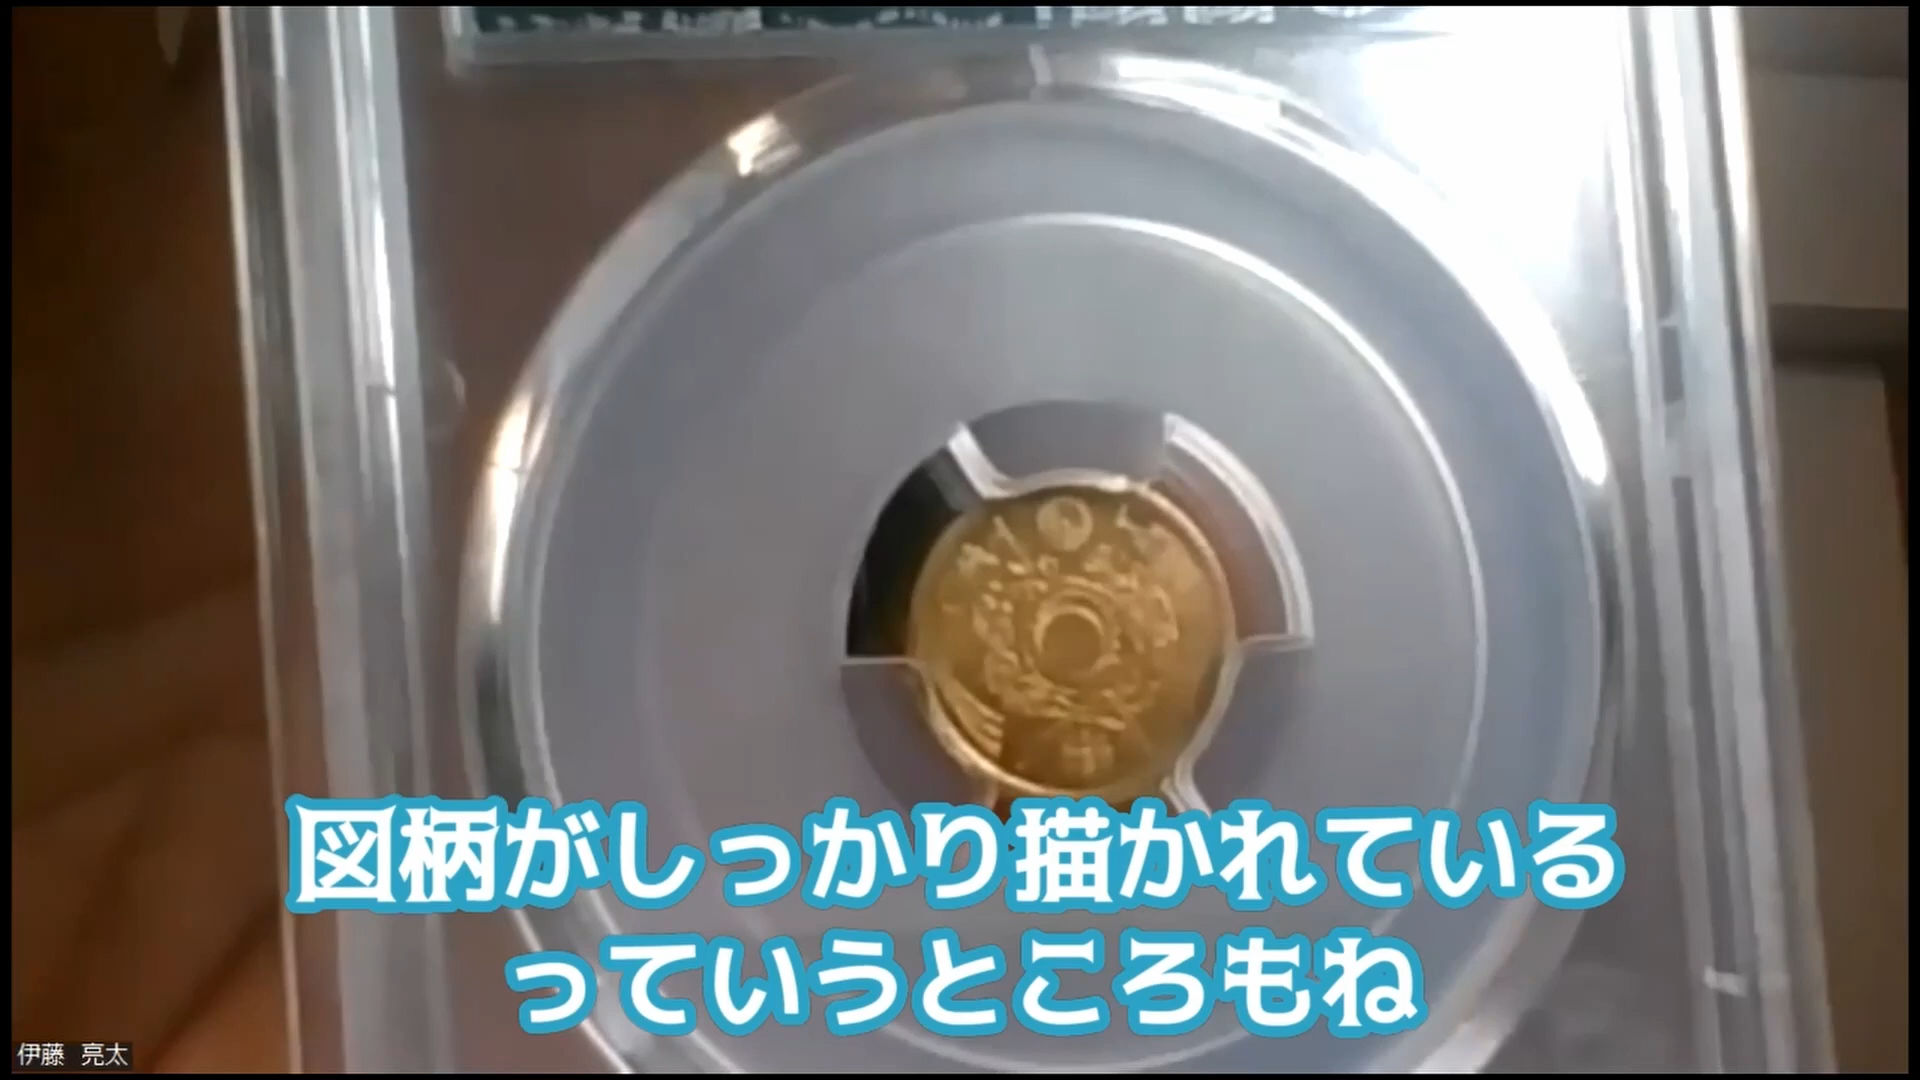 図柄がしっかり描かれている
っていうところもね
伊藤 亮太